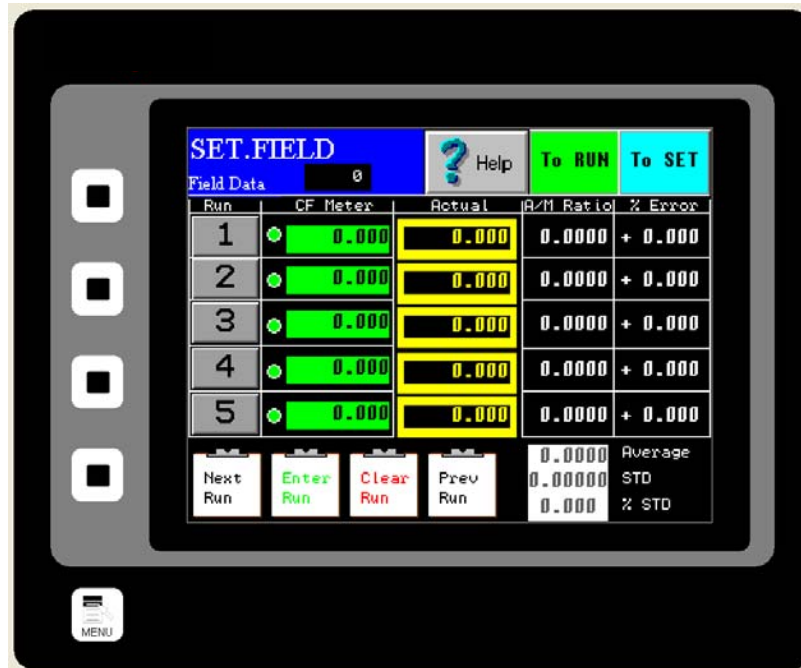 SET.FIELD
Field Data 0
Help
To RUN
To SET
Run CF Meter Actual A/M Ratio % Error
1 0.000 0.000 0.0000 + 0.000
2 0.000 0.000 0.0000 + 0.000
3 0.000 0.000 0.0000 + 0.000
4 0.000 0.000 0.0000 + 0.000
5 0.000 0.000 0.0000 + 0.000
Next Run
Enter Run
Clear Run
Prev Run
0.0000 Average
0.00000 STD
0.000 % STD
MENU